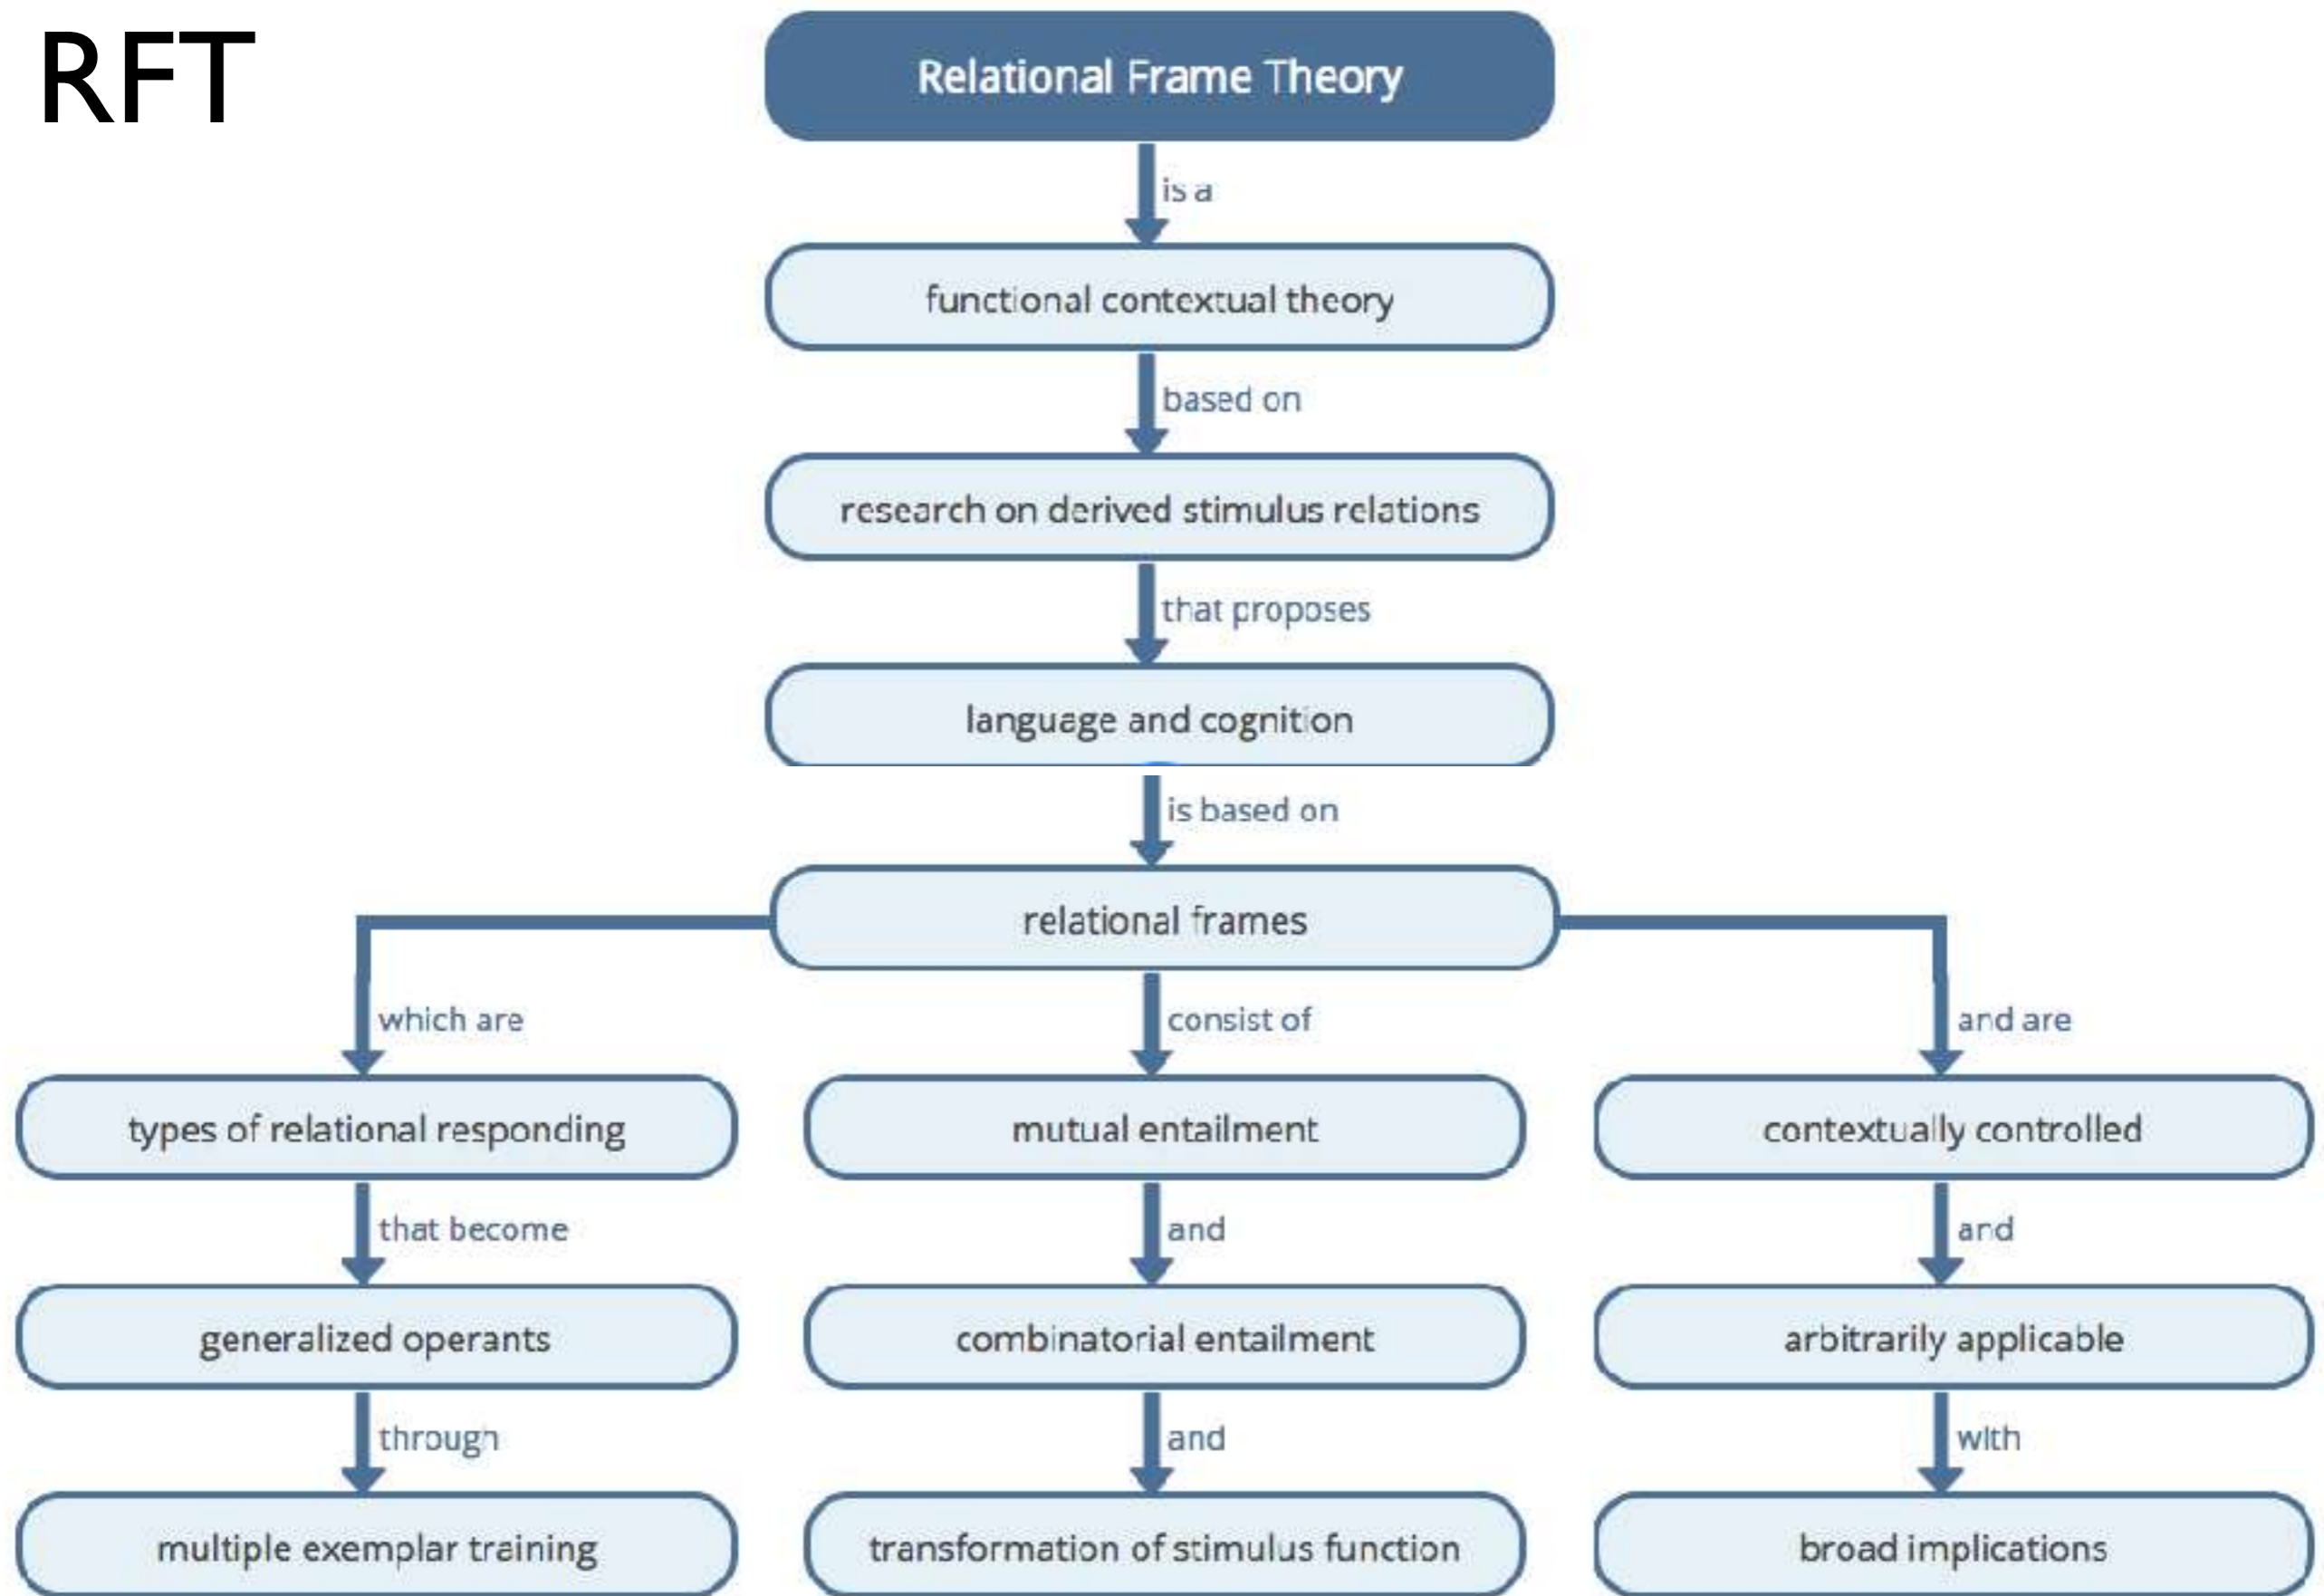 RFT
Relational Frame Theory
is a
functional contextual theory
based on
research on derived stimulus relations
that proposes
language and cognition
is based on
relational frames
which are
consist of
and are
types of relational responding
mutual entailment
contextually controlled
that become
and
and
generalized operants
combinatorial entailment
arbitrarily applicable
through
and
with
multiple exemplar training
transformation of stimulus function
broad implications